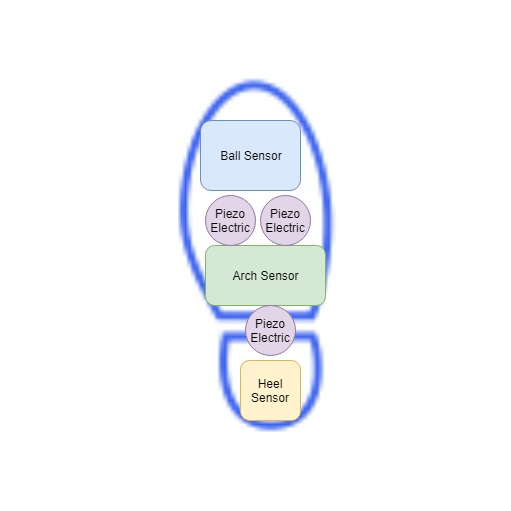 Ball Sensor
Piezo
Electric
Piezo
Electric
Arch Sensor
Piezo
Electric
Heel
Sensor